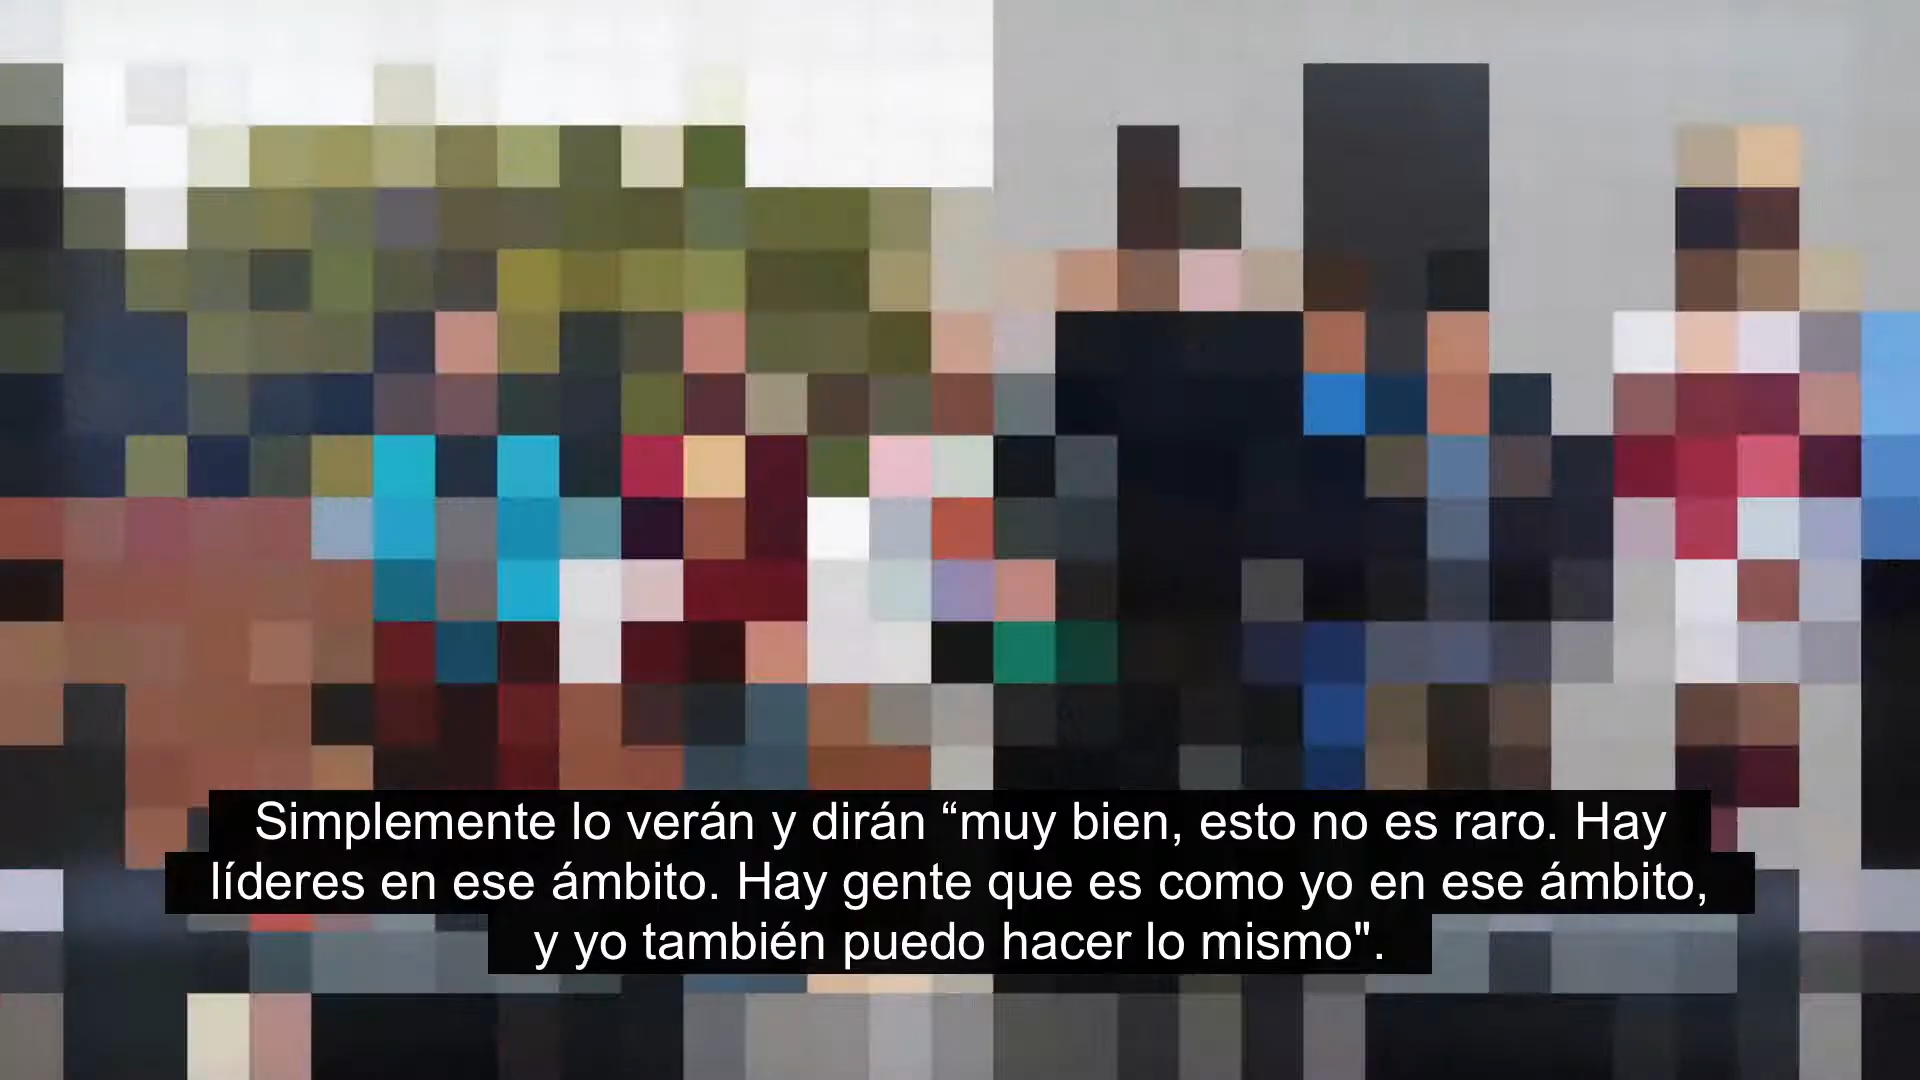 Simplemente lo verán y dirán “muy bien, esto no es raro. Hay
líderes en ese ámbito. Hay gente que es como yo en ese ámbito,
y yo también puedo hacer lo mismo".